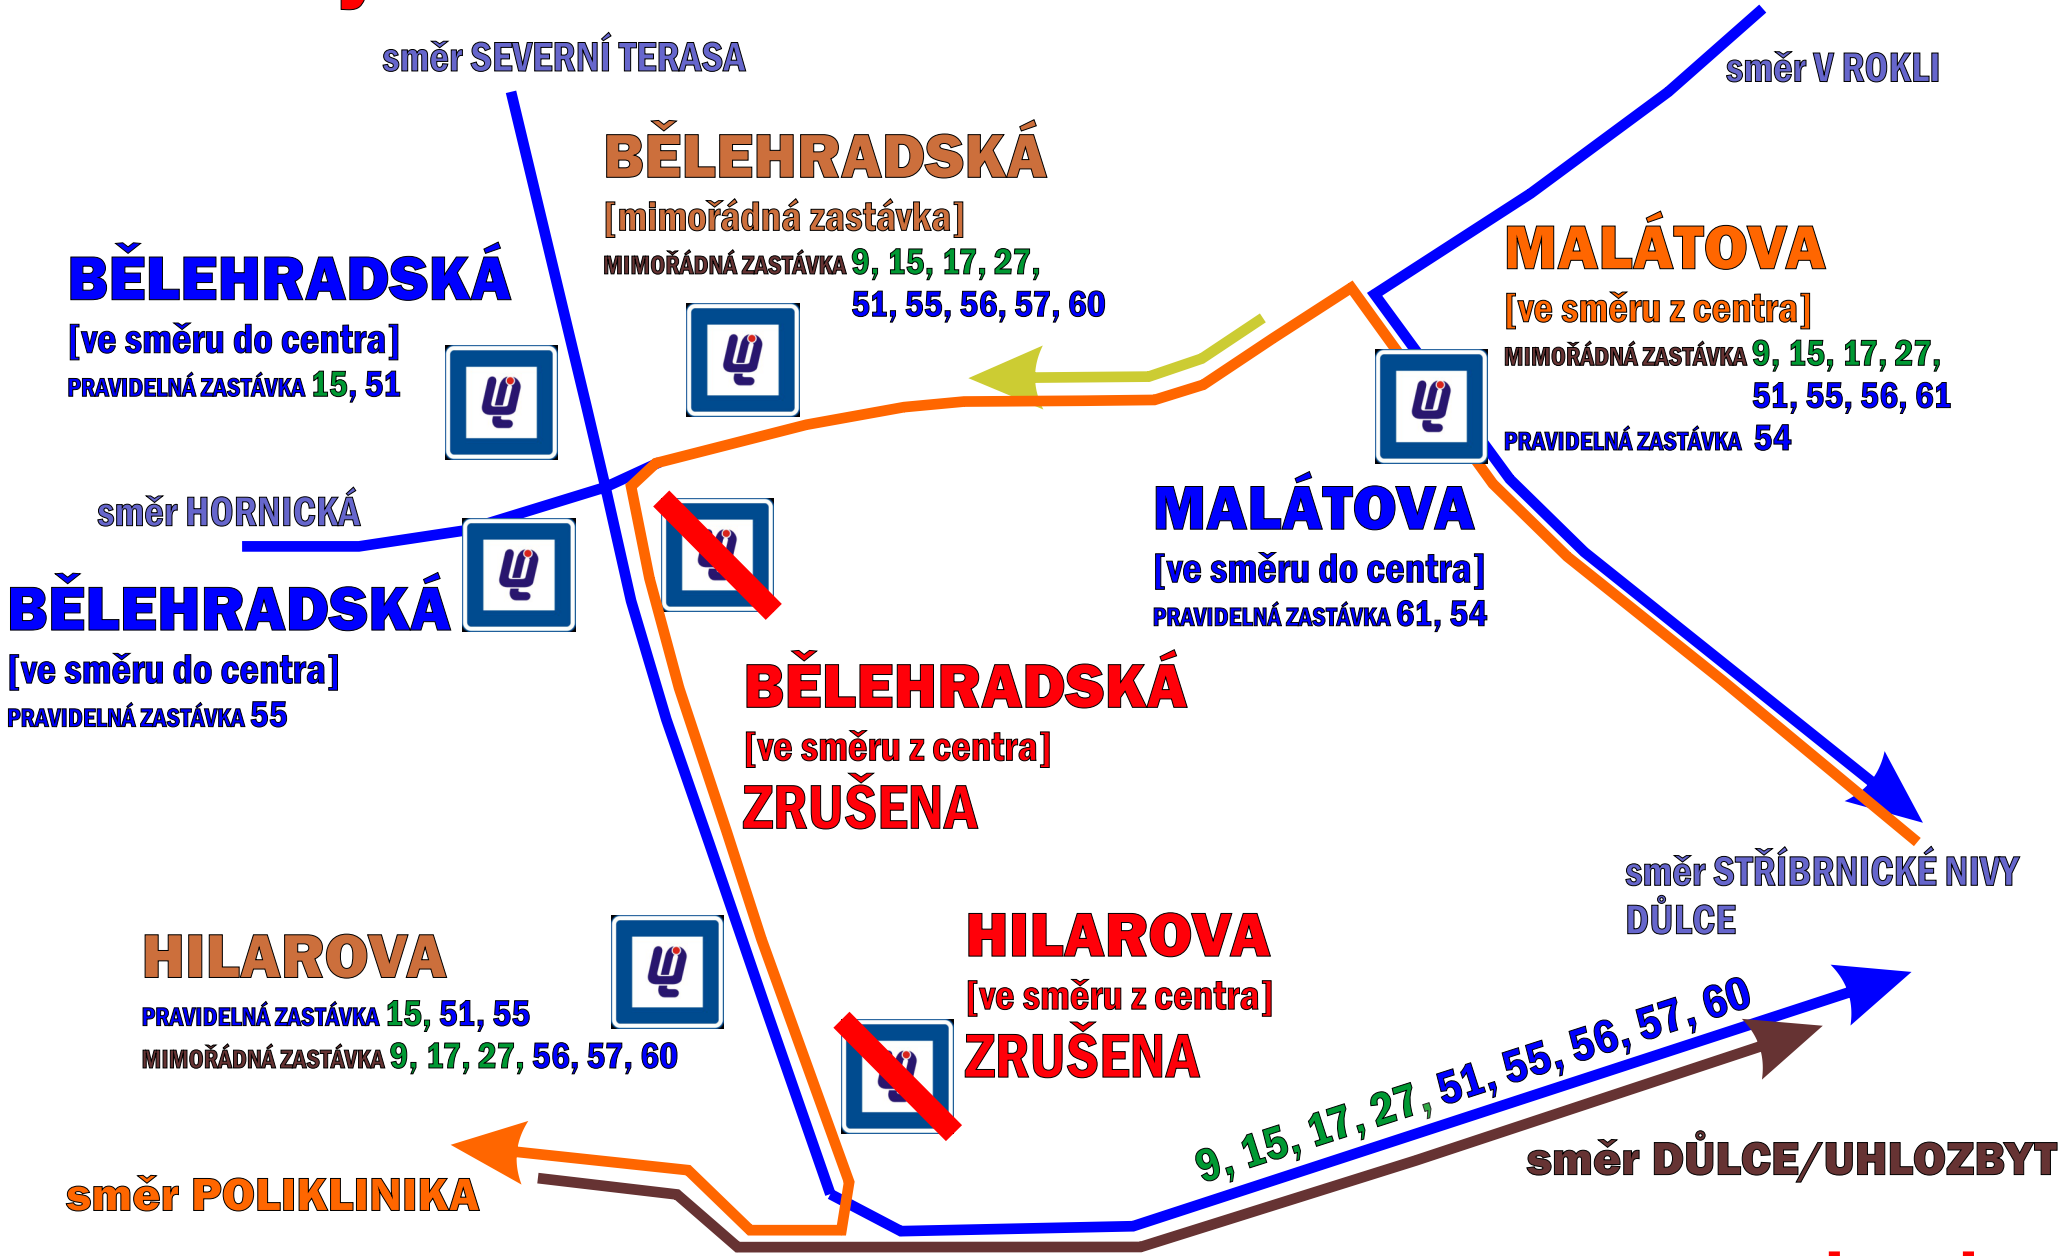 směr SEVERNÍ TERASA
směr V ROKLI
BĚLEHRADSKÁ
[mimořádná zastávka]
MIMOŘÁDNÁ ZASTÁVKA 9, 15, 17, 27,
51, 55, 56, 57, 60
MALÁTOVA
[ve směru z centra]
MIMOŘÁDNÁ ZASTÁVKA 9, 15, 17, 27,
51, 55, 56, 61
PRAVIDELNÁ ZASTÁVKA 54
BĚLEHRADSKÁ
[ve směru do centra]
PRAVIDELNÁ ZASTÁVKA 15, 51
směr HORNICKÁ
MALÁTOVA
[ve směru do centra]
PRAVIDELNÁ ZASTÁVKA 61, 54
BĚLEHRADSKÁ
[ve směru do centra]
PRAVIDELNÁ ZASTÁVKA 55
BĚLEHRADSKÁ
[ve směru z centra]
ZRUŠENA
směr STŘÍBRNICKÉ NIVY
DŮLCE
HILAROVA
PRAVIDELNÁ ZASTÁVKA 15, 51, 55
MIMOŘÁDNÁ ZASTÁVKA 9, 17, 27, 56, 57, 60
HILAROVA
[ve směru z centra]
ZRUŠENA
9, 15, 17, 27, 51, 55, 56, 57, 60
směr DŮLCE/UHLOZBYT
směr POLIKLINIKA